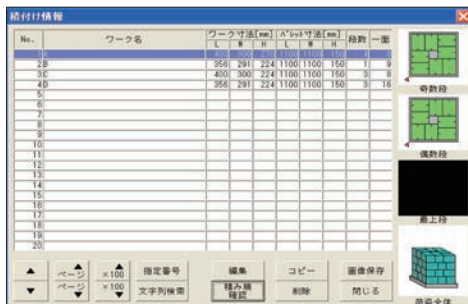 積付け情報
No. ワーク名 ワーク寸法[mm] パレット寸法[mm] 段数 一面
L W H L W H
1
2 B 356 291 224 1100 1100 150 1 9
3 C 400 300 224 1100 1100 150 3 8
4 D 356 291 224 1100 1100 150 3 16
5
6
7
8
9
10
11
12
13
14
15
16
17
18
19
20
奇数段
偶数段
最上段
荷姿全体
▲ ▲ページ ▲×100 指定番号 編集 コピー 画像保存
▼ ページ▼ ×100▼ 文字列検索 積み順確認 削除 閉じる